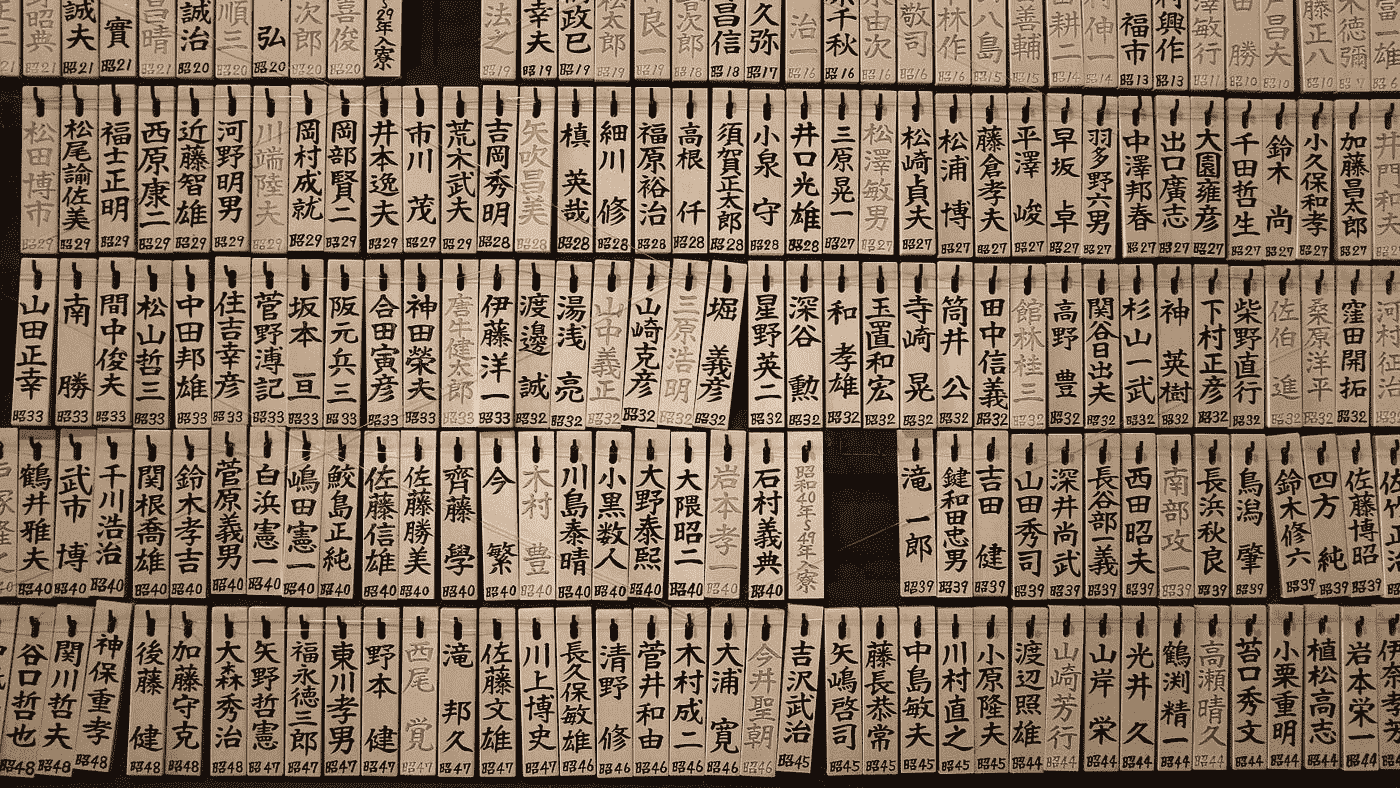 雄 昭10
徳彌 昭10
正八 昭10
昌夫 昭10
勝 昭10
敏行 昭11
興作 昭13
福市 昭13
伸一 昭14
耕二 昭14
善輔 昭15
八島 昭15
林作 昭16
敬司 昭16
由次 昭16
千秋 昭16
治一 昭16
久弥 昭17
昌信 昭18
次郎 昭18
良一 昭19
太郎 昭19
政巳 昭19
幸夫 昭19
法之 昭19
29年入寮
喜俊 昭20
次郎 昭20
弘 昭20
順三 昭20
誠治 昭20
昌晴 昭21
實 昭21
誠夫 昭21
昭典
加藤昌太郎 昭26
小久保和孝 昭26
鈴木尚 昭26
千田哲生 昭27
大園雍彦 昭27
出口廣志 昭27
中澤邦春 昭27
羽多野六男 昭27
早坂卓 昭27
平澤峻 昭27
藤倉孝夫 昭27
松浦博 昭27
松崎貞夫 昭27
松澤敏男 昭27
三原晃一 昭27
井口光雄 昭28
小泉守 昭28
須賀正太郎 昭28
高根仟 昭28
福原裕治 昭28
細川修 昭28
槙英哉 昭28
矢吹昌美 昭28
吉岡秀明 昭28
荒木武夫 昭29
市川茂 昭29
井本逸夫 昭29
岡部賢二 昭29
岡村成就 昭29
川端陸夫 昭29
河野明男 昭29
近藤智雄 昭29
西原康二 昭29
福士正明 昭29
松尾諭佐美 昭29
松田博市 昭29
窪田開拓 昭32
桑原洋平 昭32
佐伯進 昭32
柴野直行 昭32
下村正彦 昭32
神英樹 昭32
杉山一武 昭32
関谷日出夫 昭32
高野豊 昭32
館林桂三 昭32
田中信義 昭32
筒井公 昭32
寺崎晃 昭32
玉置和宏 昭32
和孝雄 昭32
深谷勲 昭32
星野英二 昭32
堀義彦 昭32
三原浩明 昭32
山崎克彦 昭32
山中義正 昭32
湯浅亮 昭32
渡邊誠 昭32
伊藤洋一 昭33
唐牛健太郎 昭33
神田榮夫 昭33
合田寅彦 昭33
阪元兵三 昭33
坂本亘 昭33
菅野溥記 昭33
住吉幸彦 昭33
中田邦雄 昭33
松山哲三 昭33
間中俊夫 昭33
南勝 昭33
山田正幸 昭33
佐藤博昭 昭39
四方純 昭39
鈴木修六 昭39
鳥潟肇 昭39
長浜秋良 昭39
南部攻一 昭39
西田昭夫 昭39
長谷部一義 昭39
深井尚武 昭39
山田秀司 昭39
吉田健 昭39
鍵和田忠男 昭39
滝一郎 昭39
昭和40年〜49年入寮
石村義典 昭40
岩本孝一 昭40
大隈昭二 昭40
大野泰熙 昭40
小黒数人 昭40
川島泰晴 昭40
木村豊 昭40
今繁 昭40
齊藤學 昭40
佐藤勝美 昭40
佐藤信雄 昭40
鮫島正純 昭40
嶋田憲一 昭40
白浜憲一 昭40
菅原義男 昭40
鈴木孝吉 昭40
関根喬雄 昭40
千川浩治 昭40
武市博 昭40
鶴井雅夫 昭40
岩本栄一 昭44
植松高志 昭44
小栗重明 昭44
苔口秀文 昭44
高瀬晴久 昭44
鶴渕精一 昭44
光井久 昭44
山岸栄 昭44
山崎芳行 昭44
渡辺照雄 昭44
小原隆夫 昭45
川村直之 昭45
中島敏夫 昭45
藤長恭常 昭45
矢嶋啓司 昭45
吉沢武治 昭45
今井聖朝 昭46
大浦寛 昭46
木村成二 昭46
菅井和由 昭46
清野修 昭46
長久保敏雄 昭46
川上博史 昭47
佐藤文雄 昭47
滝邦久 昭47
西尾覚 昭47
野本健 昭47
東川孝男 昭47
福永徳三郎 昭47
矢野哲憲 昭47
大森秀治 昭48
加藤守克 昭48
後藤健 昭48
神保重孝 昭48
関川哲夫 昭48
谷口哲也 昭48